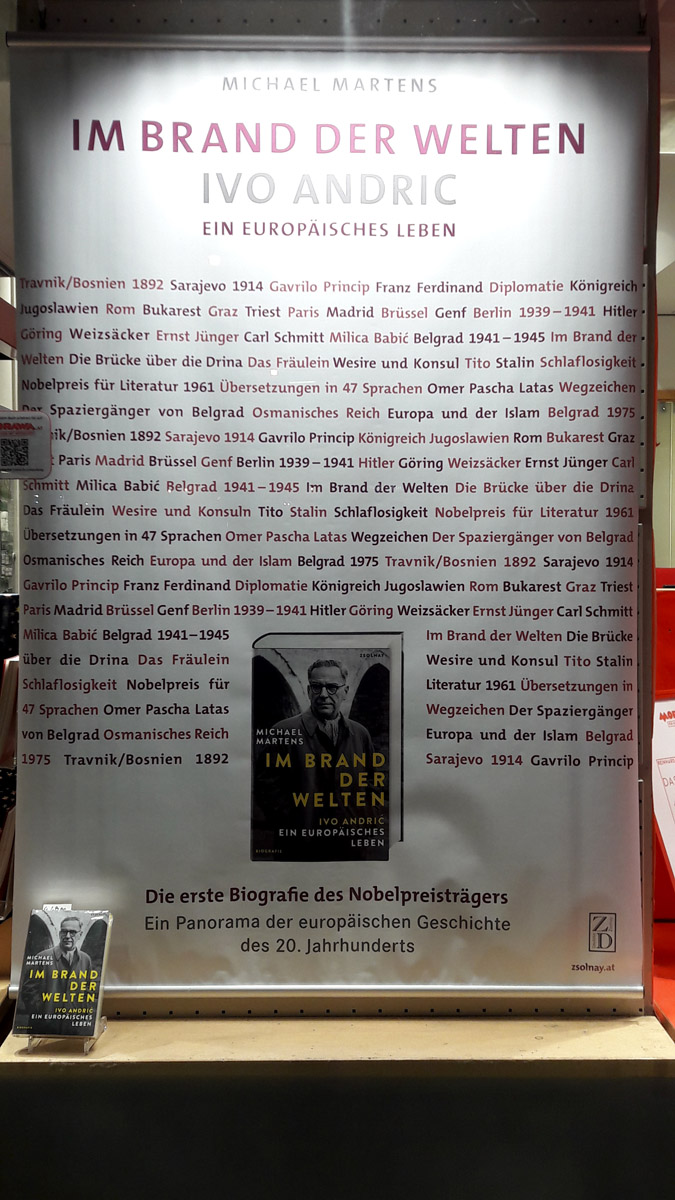 MICHAEL MARTENS
IM BRAND DER WELTEN
IVO ANDRIC
EIN EUROPÄISCHES LEBEN
Travnik/Bosnien 1892 Sarajevo 1914 Gavrilo Princip Franz Ferdinand Diplomatie Königreich
Jugoslawien Rom Bukarest Graz Triest Paris Madrid Brüssel Genf Berlin 1939–1941 Hitler
Göring Weizsäcker Ernst Jünger Carl Schmitt Milica Babić Belgrad 1941–1945 Im Brand der
Welten Die Brücke über die Drina Das Fräulein Wesire und Konsul Tito Stalin Schlaflosigkeit
Nobelpreis für Literatur 1961 Übersetzungen in 47 Sprachen Omer Pascha Latas Wegzeichen
Der Spaziergänger von Belgrad Osmanisches Reich Europa und der Islam Belgrad 1975
ik/Bosnien 1892 Sarajevo 1914 Gavrilo Princip Königreich Jugoslawien Rom Bukarest Graz
Paris Madrid Brüssel Genf Berlin 1939–1941 Hitler Göring Weizsäcker Ernst Jünger Carl
Schmitt Milica Babić Belgrad 1941–1945 Im Brand der Welten Die Brücke über die Drina
Das Fräulein Wesire und Konsuln Tito Stalin Schlaflosigkeit Nobelpreis für Literatur 1961
Übersetzungen in 47 Sprachen Omer Pascha Latas Wegzeichen Der Spaziergänger von Belgrad
Osmanisches Reich Europa und der Islam Belgrad 1975 Travnik/Bosnien 1892 Sarajevo 1914
Gavrilo Princip Franz Ferdinand Diplomatie Königreich Jugoslawien Rom Bukarest Graz Triest
Paris Madrid Brüssel Genf Berlin 1939–1941 Hitler Göring Weizsäcker Ernst Jünger Carl Schmitt
Milica Babić Belgrad 1941–1945
über die Drina Das Fräulein
Schlaflosigkeit Nobelpreis für
47 Sprachen Omer Pascha Latas
von Belgrad Osmanisches Reich
1975 Travnik/Bosnien 1892
Im Brand der Welten Die Brücke
Wesire und Konsul Tito Stalin
Literatur 1961 Übersetzungen in
Wegzeichen Der Spaziergänger
Europa und der Islam Belgrad
Sarajevo 1914 Gavrilo Princip
ZSOLNAY
MICHAEL
MARTENS
IM BRAND
DER
WELTEN
IVO ANDRIĆ
EIN EUROPÄISCHES
LEBEN
BIOGRAFIE
Die erste Biografie des Nobelpreisträgers
Ein Panorama der europäischen Geschichte
des 20. Jahrhunderts
Z
D
zsolnay.at
MICHAEL
MARTENS
IM BRAND
DER
WELTEN
IVO ANDRIĆ
EIN EUROPÄISCHES
LEBEN